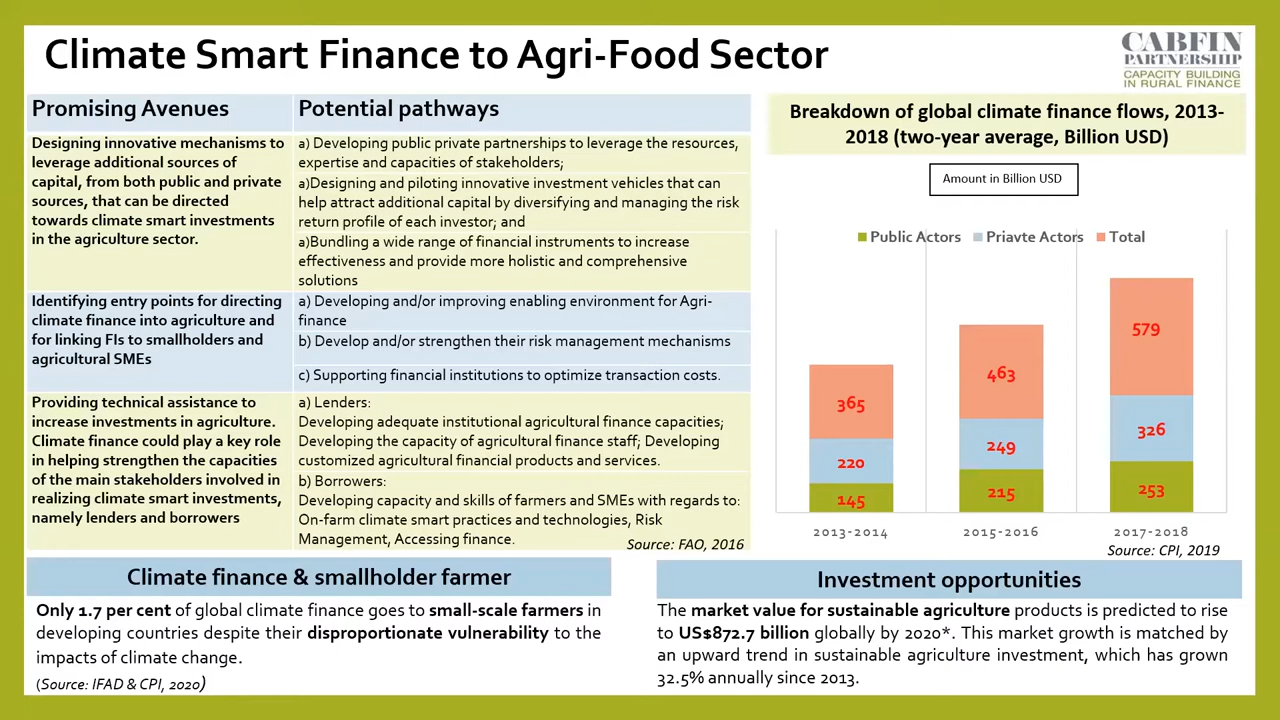 Climate Smart Finance to Agri-Food Sector
CABFIN
PARTNERSHIP
CAPACITY BUILDING
IN RURAL FINANCE
Promising Avenues
Potential pathways
Designing innovative mechanisms to
leverage additional sources of
capital, from both public and private
sources, that can be directed
towards climate smart investments
in the agriculture sector.
a) Developing public private partnerships to leverage the resources,
expertise and capacities of stakeholders;
a)Designing and piloting innovative investment vehicles that can
help attract additional capital by diversifying and managing the risk
return profile of each investor; and
a)Bundling a wide range of financial instruments to increase
effectiveness and provide more holistic and comprehensive
solutions
Identifying entry points for directing
climate finance into agriculture and
for linking FIs to smallholders and
agricultural SMEs
a) Developing and/or improving enabling environment for Agri-
finance
b) Develop and/or strengthen their risk management mechanisms
c) Supporting financial institutions to optimize transaction costs.
Providing technical assistance to
increase investments in agriculture.
Climate finance could play a key role
in helping strengthen the capacities
of the main stakeholders involved in
realizing climate smart investments,
namely lenders and borrowers
a) Lenders:
Developing adequate institutional agricultural finance capacities;
Developing the capacity of agricultural finance staff; Developing
customized agricultural financial products and services.
b) Borrowers:
Developing capacity and skills of farmers and SMEs with regards to:
On-farm climate smart practices and technologies, Risk
Management, Accessing finance.
Source: FAO, 2016
Breakdown of global climate finance flows, 2013-
2018 (two-year average, Billion USD)
Amount in Billion USD
Public Actors
Priavte Actors
Total
365
220
145
463
249
215
579
326
253
2013-2014
2015-2016
2017-2018
Source: CPI, 2019
Climate finance & smallholder farmer
Only 1.7 per cent of global climate finance goes to small-scale farmers in
developing countries despite their disproportionate vulnerability to the
impacts of climate change.
(Source: IFAD & CPI, 2020)
Investment opportunities
The market value for sustainable agriculture products is predicted to rise
to US$872.7 billion globally by 2020*. This market growth is matched by
an upward trend in sustainable agriculture investment, which has grown
32.5% annually since 2013.